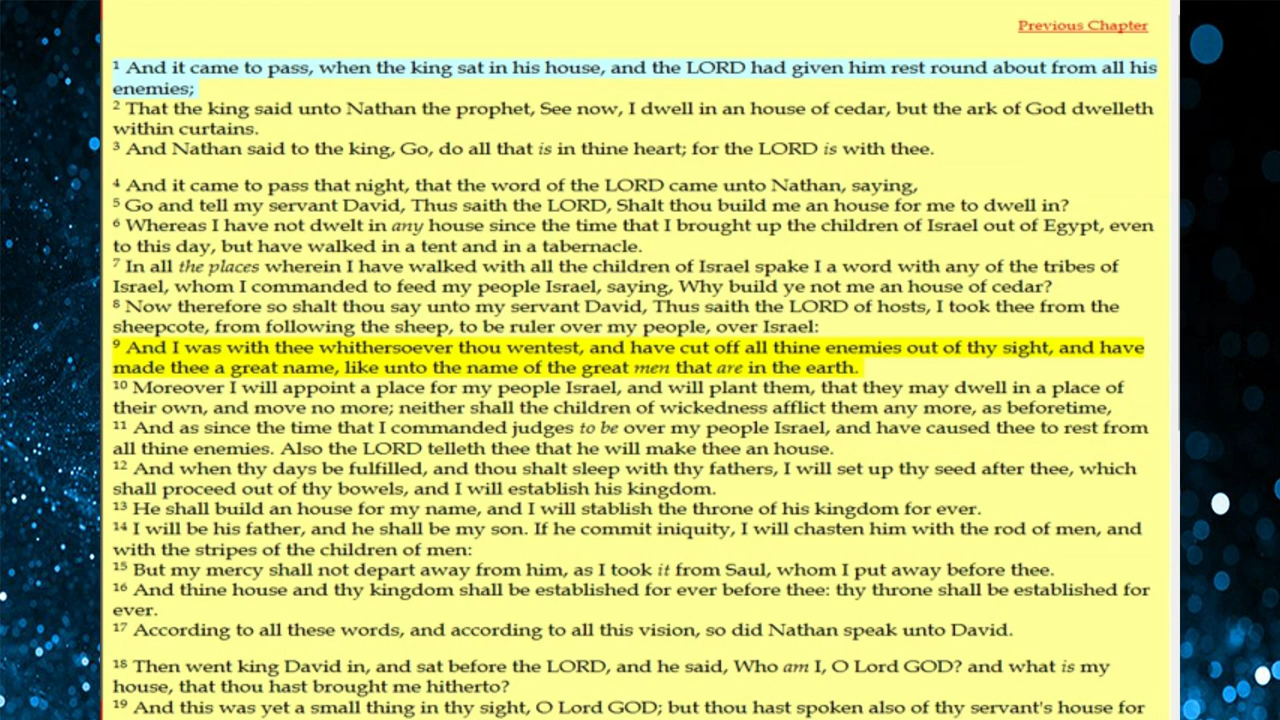 Previous Chapter
1 And it came to pass, when the king sat in his house, and the LORD had given him rest round about from all his
enemies;
2 That the king said unto Nathan the prophet, See now, I dwell in an house of cedar, but the ark of God dwelleth
within curtains.
3 And Nathan said to the king, Go, do all that is in thine heart; for the LORD is with thee.
4 And it came to pass that night, that the word of the LORD came unto Nathan, saying,
5 Go and tell my servant David, Thus saith the LORD, Shalt thou build me an house for me to dwell in?
6 Whereas I have not dwelt in any house since the time that I brought up the children of Israel out of Egypt, even
to this day, but have walked in a tent and in a tabernacle.
7 In all the places wherein I have walked with all the children of Israel spake I a word with any of the tribes of
Israel, whom I commanded to feed my people Israel, saying, Why build ye not me an house of cedar?
8 Now therefore so shalt thou say unto my servant David, Thus saith the LORD of hosts, I took thee from the
sheepcote, from following the sheep, to be ruler over my people, over Israel:
9 And I was with thee whithersoever thou wentest, and have cut off all thine enemies out of thy sight, and have
made thee a great name, like unto the name of the great men that are in the earth.
10 Moreover I will appoint a place for my people Israel, and will plant them, that they may dwell in a place of
their own, and move no more; neither shall the children of wickedness afflict them any more, as beforetime,
11 And as since the time that I commanded judges to be over my people Israel, and have caused thee to rest from
all thine enemies. Also the LORD telleth thee that he will make thee an house.
12 And when thy days be fulfilled, and thou shalt sleep with thy fathers, I will set up thy seed after thee, which
shall proceed out of thy bowels, and I will establish his kingdom.
13 He shall build an house for my name, and I will stablish the throne of his kingdom for ever.
14 I will be his father, and he shall be my son. If he commit iniquity, I will chasten him with the rod of men, and
with the stripes of the children of men:
15 But my mercy shall not depart away from him, as I took it from Saul, whom I put away before thee.
16 And thine house and thy kingdom shall be established for ever before thee: thy throne shall be established for
ever.
17 According to all these words, and according to all this vision, so did Nathan speak unto David.
18 Then went king David in, and sat before the LORD, and he said, Who am I, O Lord GOD? and what is my
house, that thou hast brought me hitherto?
19 And this was yet a small thing in thy sight, O Lord GOD; but thou hast spoken also of thy servant's house for